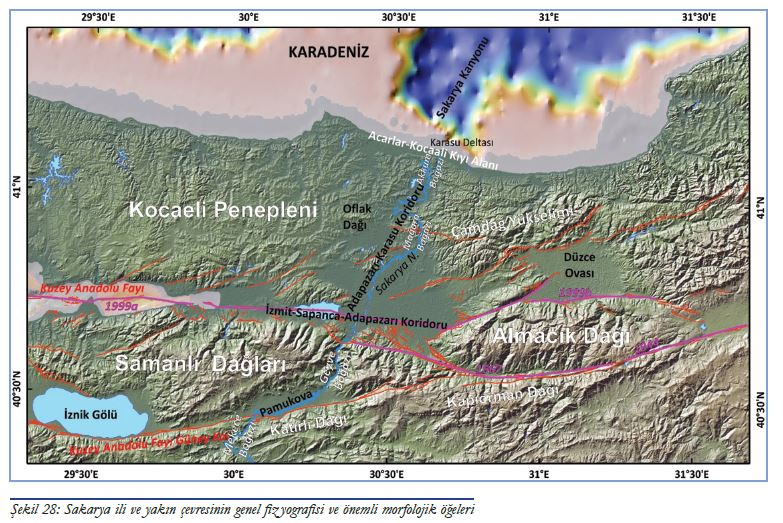 29°30'E
30°E
30°30'E
31°E
31°30'E
KARADENİZ
Sakarya Kanyonu
Karasu Deltası
Acarlar-Kocaali Kıyı Alanı
41°N
41°N
Kocaeli Penepleni
Oflak
Dağı
Adapazarı-Karasu Koridoru
Boğazı
Çamdağ Yükselimi
Sakarya N.
Düzce
Ovası
Kuzey Anadolu Fayı
1999a
1999b
İzmit-Sapanca-Adapazarı Koridoru
Almacık Dağı
Samanlı Dağları
1967
1944
Geyve
Boğazı
40°30'N
40°30'N
İznik Gölü
Pamukova
Kapıorman Dağı
Katırlı Dağı
Mekece
Boğazı
Kuzey Anadolu Fayı Güney Kolu
29°30'E
30°E
30°30'E
31°E
31°30'E
Şekil 28: Sakarya ili ve yakın çevresinin genel fizyografisi ve önemli morfolojik öğeleri